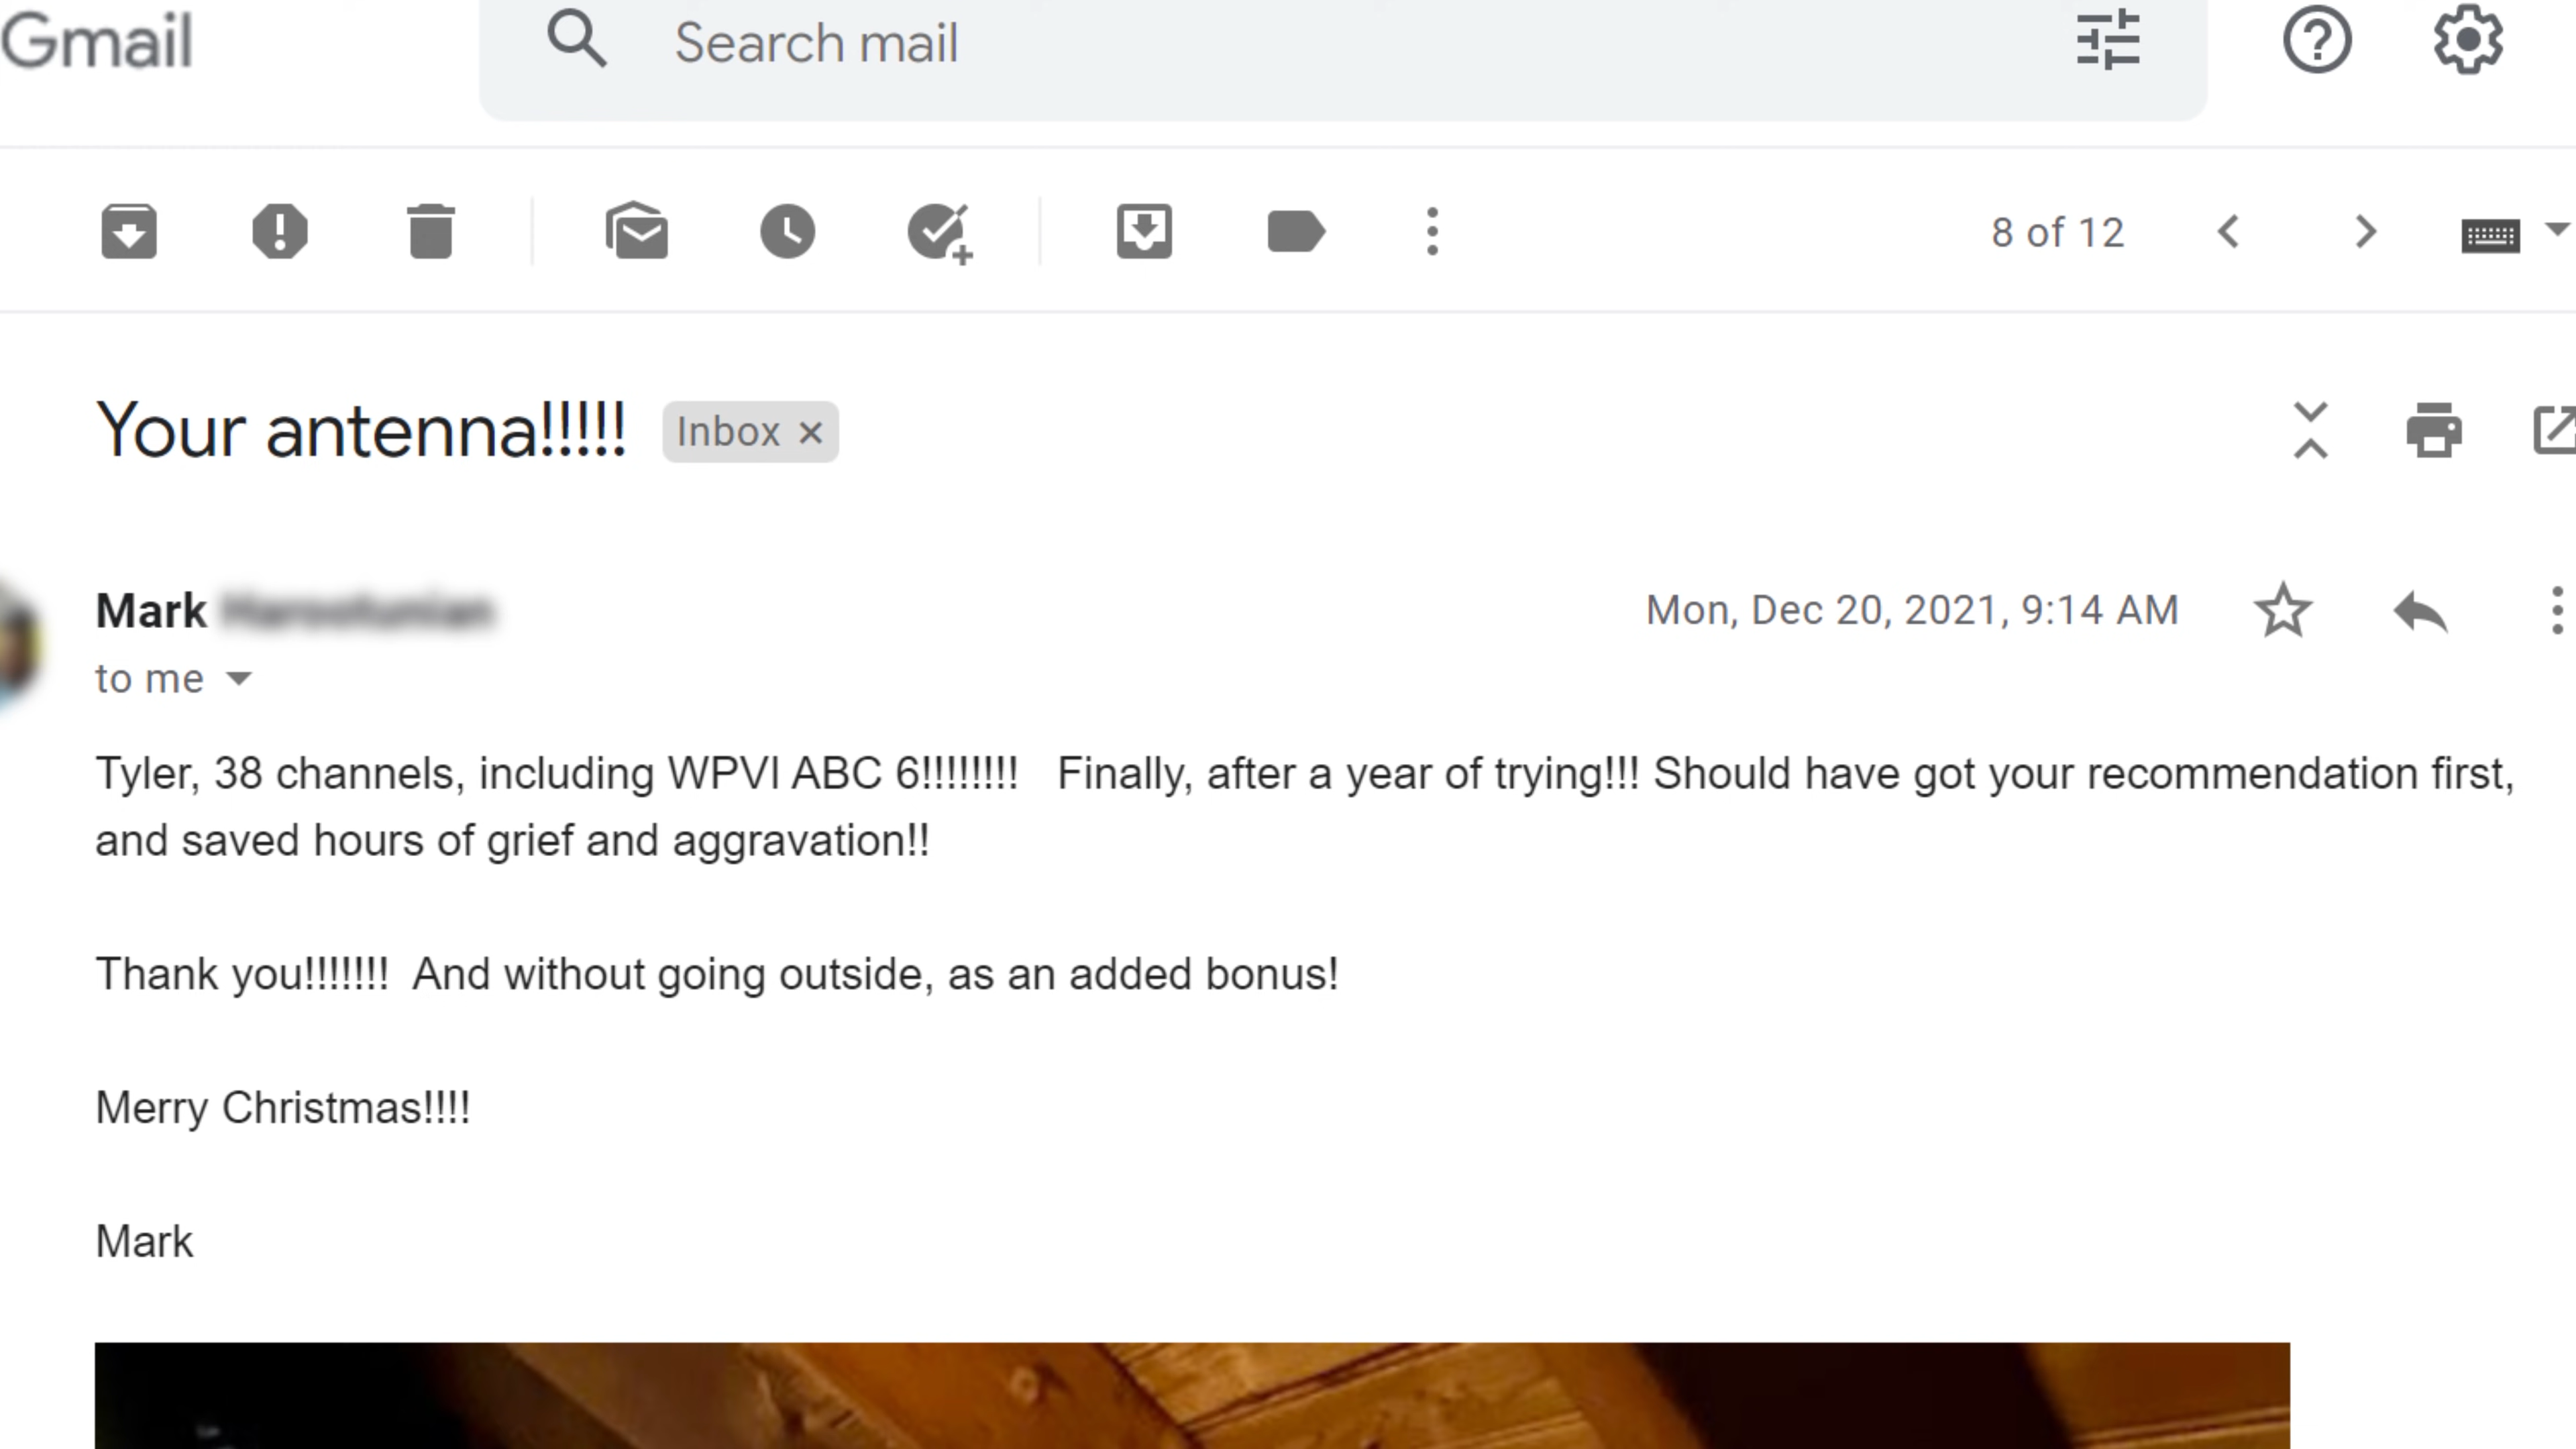 Gmail
Search mail
8 of 12
Your antenna!!!!!
Inbox ×
Mark
Mon, Dec 20, 2021, 9:14 AM
to me
Tyler, 38 channels, including WPVI ABC 6!!!!!!!!   Finally, after a year of trying!!! Should have got your recommendation first,
and saved hours of grief and aggravation!!
Thank you!!!!!!!  And without going outside, as an added bonus!
Merry Christmas!!!!
Mark